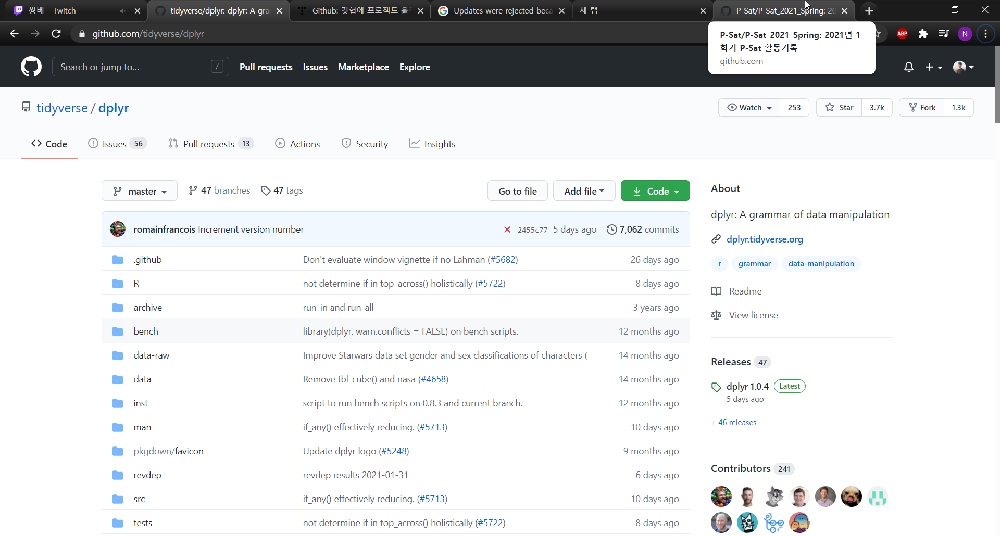 쌍베 - Twitch
tidyverse/dplyr: dplyr: A gra
Github: 깃헙에 프로젝트 올
Updates were rejected beca
새 탭
P-Sat/P-Sat_2021_Spring: 20
github.com/tidyverse/dplyr
ABP
N
P-Sat/P-Sat_2021_Spring: 2021년 1
학기 P-Sat 활동기록
github.com
Search or jump to...
/
Pull requests
Issues
Marketplace
Explore
tidyverse / dplyr
Watch 253
Star 3.7k
Fork 1.3k
Code
Issues 56
Pull requests 13
Actions
Security
Insights
master
47 branches
47 tags
Go to file
Add file
Code
romainfrancois Increment version number
2455c77 5 days ago
7,062 commits
.github Don't evaluate window vignette if no Lahman (#5682) 26 days ago
R not determine if in top_across() holistically (#5722) 8 days ago
archive run-in and run-all 3 years ago
bench library(dplyr, warn.conflicts = FALSE) on bench scripts. 12 months ago
data-raw Improve Starwars data set gender and sex classifications of characters ( 14 months ago
data Remove tbl_cube() and nasa (#4658) 14 months ago
inst script to run bench scripts on 0.8.3 and current branch. 12 months ago
man if_any() effectively reducing. (#5713) 10 days ago
pkgdown/favicon Update dplyr logo (#5248) 9 months ago
revdep revdep results 2021-01-31 6 days ago
src if_any() effectively reducing. (#5713) 10 days ago
tests not determine if in top_across() holistically (#5722) 8 days ago
About
dplyr: A grammar of data manipulation
dplyr.tidyverse.org
r grammar data-manipulation
Readme
View license
Releases 47
dplyr 1.0.4 Latest
5 days ago
+ 46 releases
Contributors 241